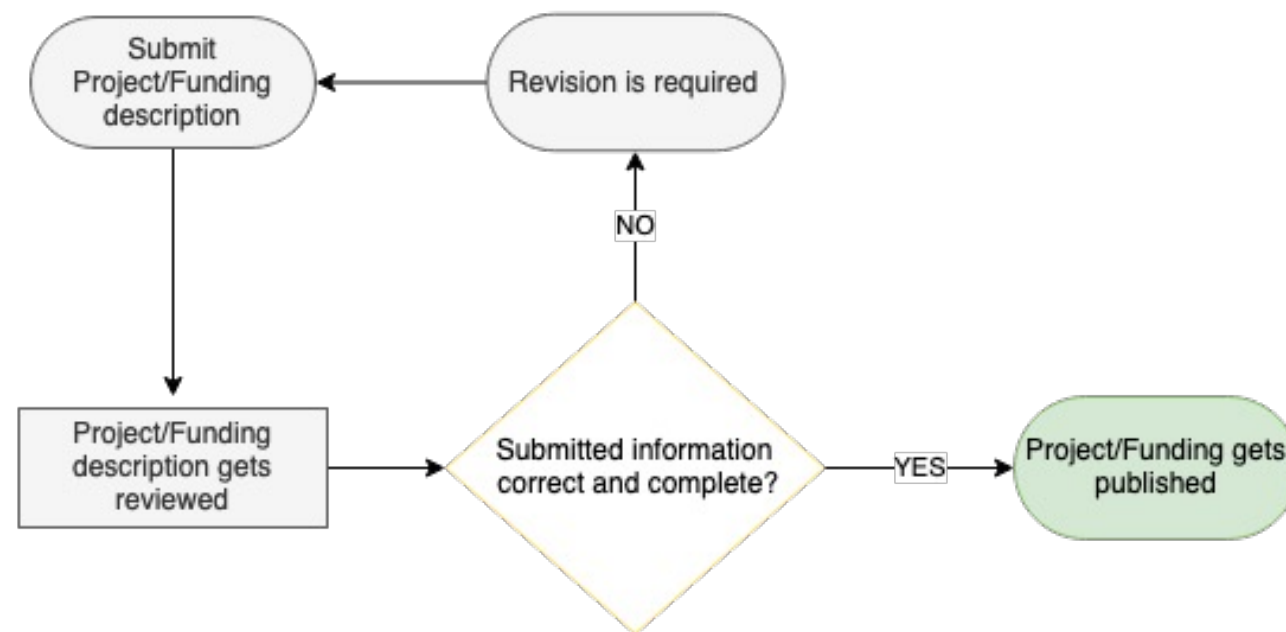 Submit
Project/Funding
description
Revision is required
NO
Project/Funding
description gets
reviewed
Submitted information
correct and complete?
YES
Project/Funding gets
published